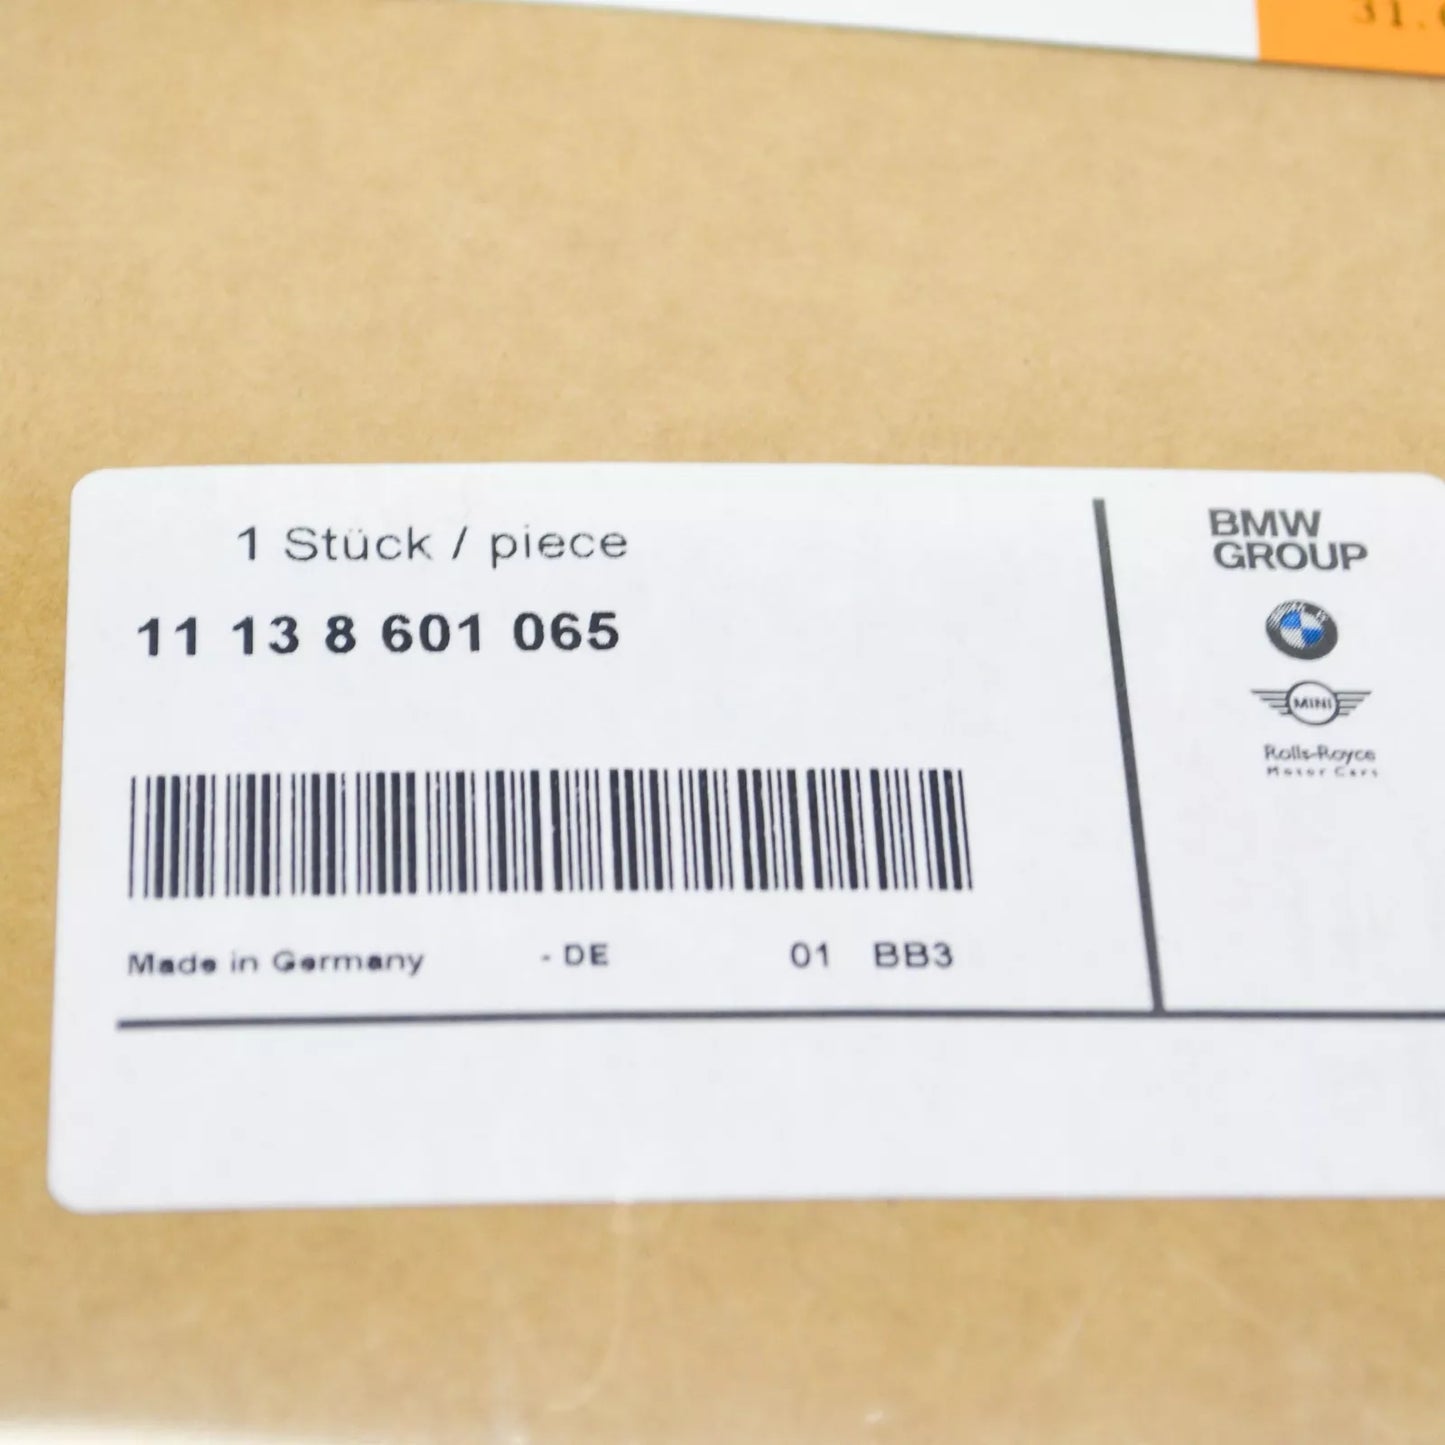 31.
1 Stück / piece
11 13 8 601 065
BMW
GROUP
MINI
Rolls-Royce
Motor Cars
Made in Germany - DE 01 BB3